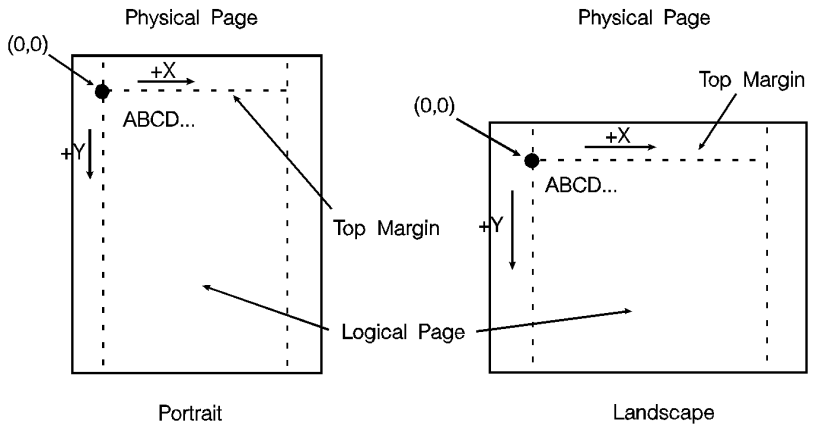 Physical Page
Physical Page
(0,0)
+X
Top Margin
(0,0)
ABCD...
+X
+Y
ABCD...
Top Margin
+Y
Logical Page
Portrait
Landscape